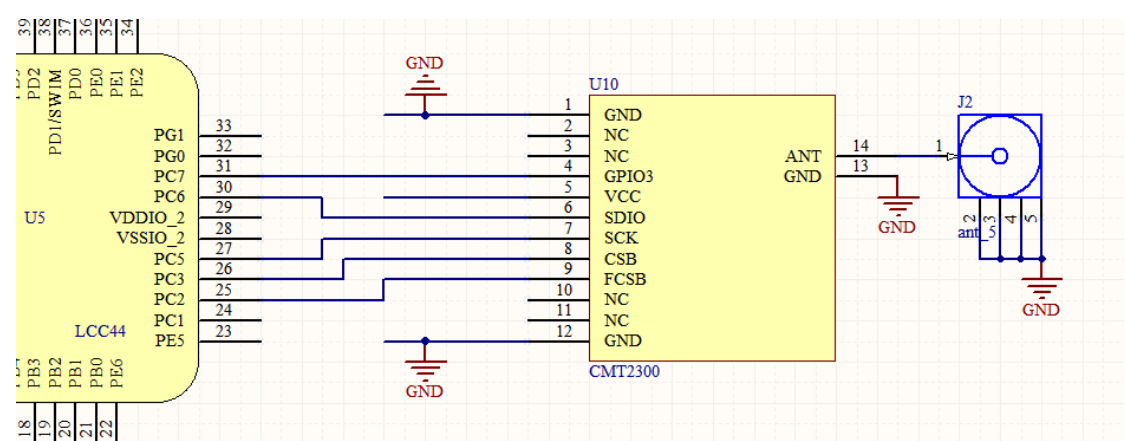 39
38
37
36
35
34
PD2
PD1/SWIM
PD0
PE0
PE1
PE2
U5
LCC44
PG1 33
PG0 32
PC7 31
PC6 30
VDDIO_2 29
VSSIO_2 28
PC5 27
PC3 26
PC2 25
PC1 24
PE5 23
PB3
PB2
PB1
PB0
PE6
18
19
20
21
22
GND
U10
1 GND
2 NC
3 NC
4 GPIO3
5 VCC
6 SDIO
7 SCK
8 CSB
9 FCSB
10 NC
11 NC
12 GND
ANT 14
GND 13
CMT2300
GND
GND
J2
1
2
3
4
5
ant_5
GND